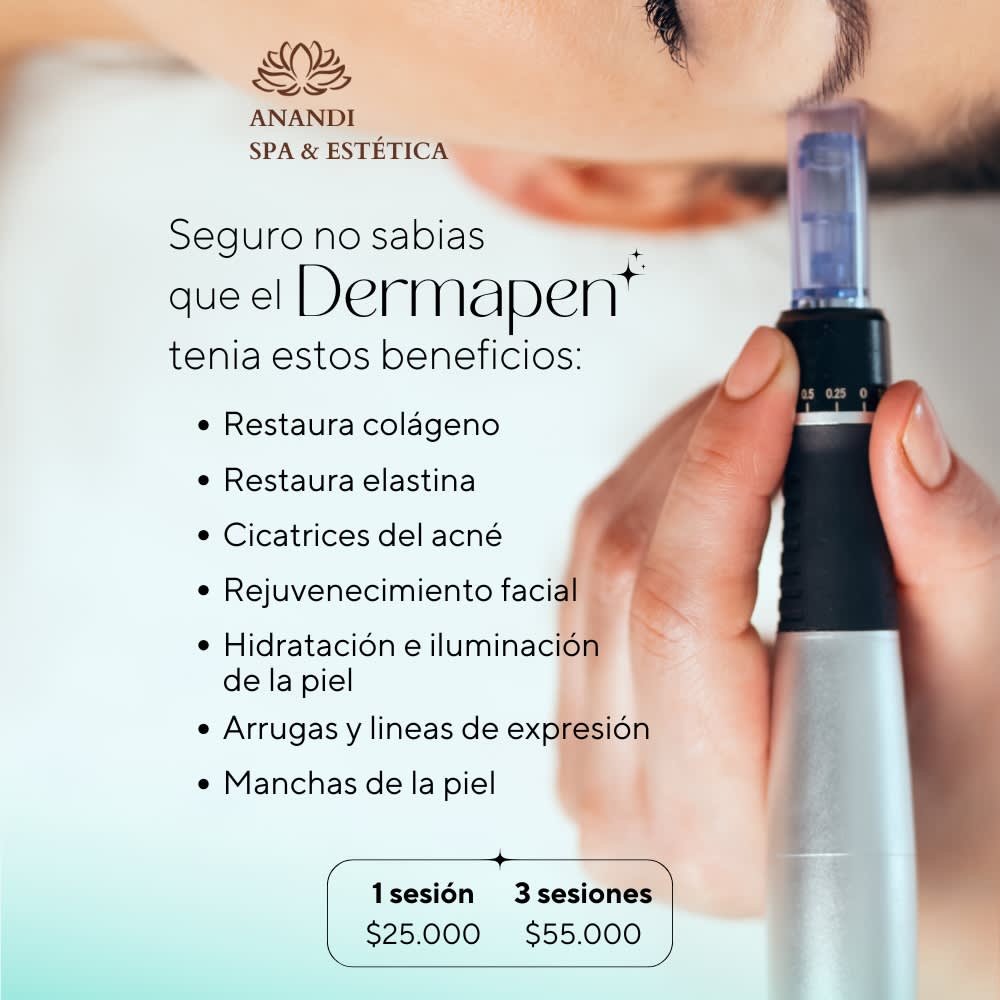 ANANDI
SPA & ESTÉTICA
Seguro no sabias
que el Dermapen
tenia estos beneficios:
• Restaura colágeno
• Restaura elastina
• Cicatrices del acné
• Rejuvenecimiento facial
• Hidratación e iluminación
de la piel
• Arrugas y lineas de expresión
• Manchas de la piel
0.5 0.25 0
1 sesión 3 sesiones
$25.000 $55.000